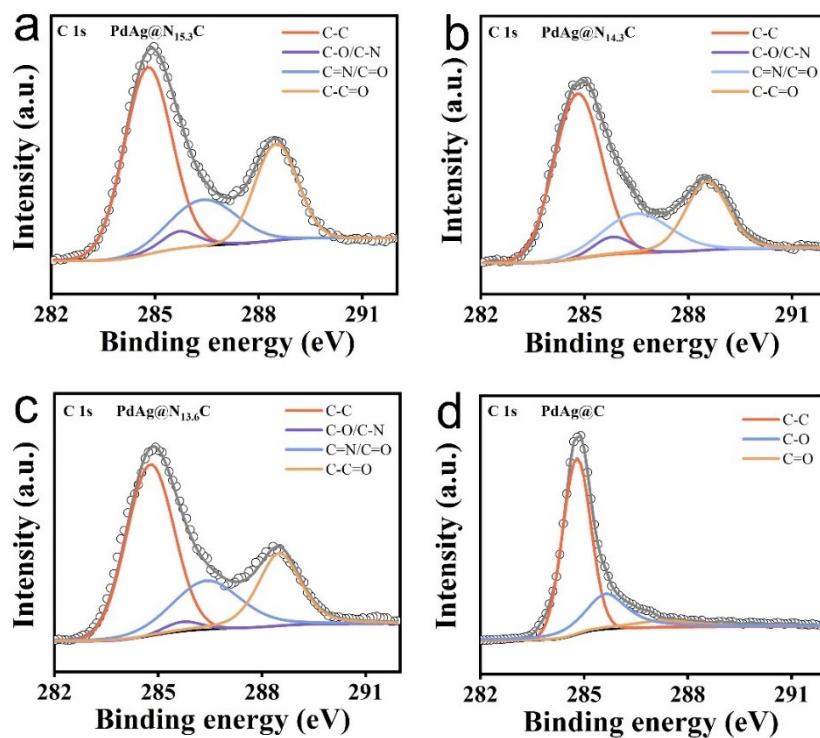 a
C 1s PdAg@N₁₅.₃C
C-C
C-O/C-N
C=N/C=O
C-C=O
Intensity (a.u.)
282 285 288 291
Binding energy (eV)
b
C 1s PdAg@N₁₄.₃C
C-C
C-O/C-N
C=N/C=O
C-C=O
Intensity (a.u.)
282 285 288 291
Binding energy (eV)
c
C 1s PdAg@N₁₃.₆C
C-C
C-O/C-N
C=N/C=O
C-C=O
Intensity (a.u.)
282 285 288 291
Binding energy (eV)
d
C 1s PdAg@C
C-C
C-O
C=O
Intensity (a.u.)
282 285 288 291
Binding energy (eV)